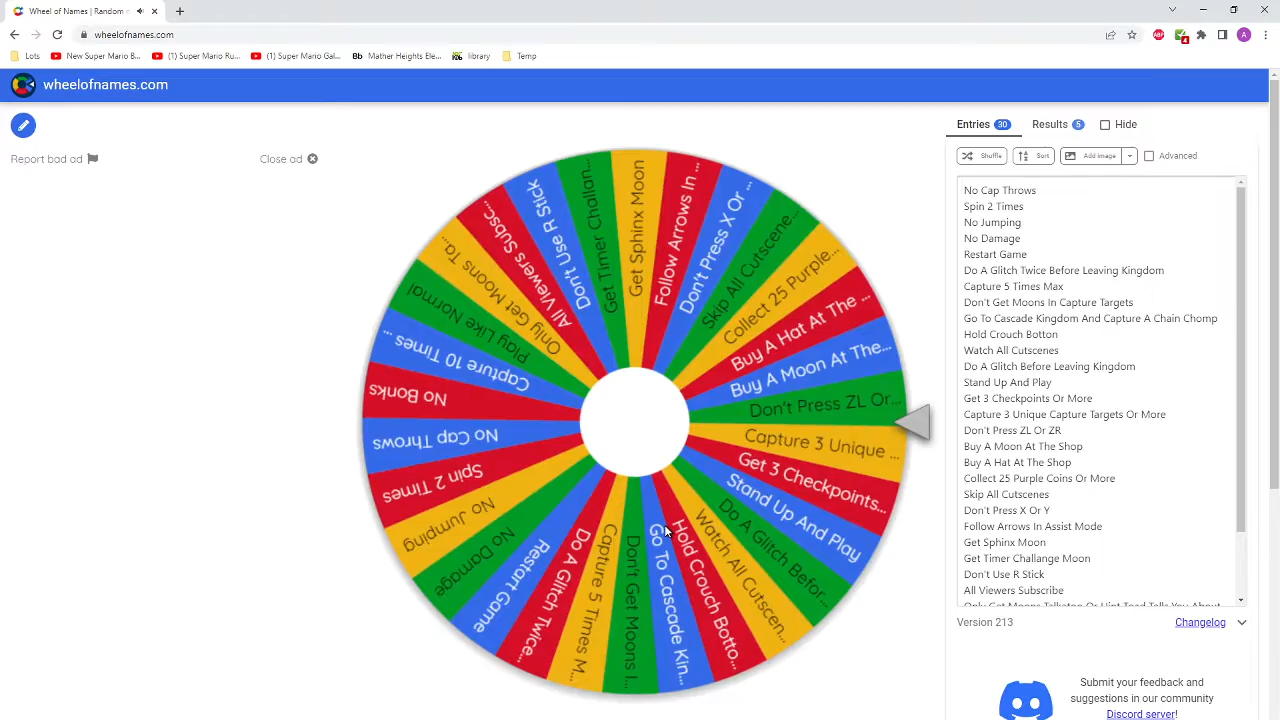 Wheel of Names | Random
wheelofnames.com
Lots
New Super Mario B...
(1) Super Mario Ru...
(1) Super Mario Gal...
Bb Mather Heights Ele...
library
Temp
wheelofnames.com
Report bad ad
Close ad
Get Sphinx Moon
Follow Arrows In ...
Don't Press X Or ...
Skip All Cutscene...
Collect 25 Purple...
Buy A Hat At The ...
Buy A Moon At The...
Don't Press ZL Or...
Capture 3 Unique ...
Get 3 Checkpoints...
Stand Up And Play
Do A Glitch Befor...
Watch All Cutscen...
Hold Crouch Botto...
Go To Cascade Kin...
Don't Get Moons I...
Capture 5 Times M...
Do A Glitch Twice...
Restart Game
No Damage
No Jumping
Spin 2 Times
No Cap Throws
No Bonks
Capture 10 Times ...
Play Like Normal
Only Get Moons Ta...
All Viewers Subsc...
Don't Use R Stick
Get Timer Challan...
Entries 30
Results 5
Hide
Shuffle
Sort
Add image
Advanced
No Cap Throws
Spin 2 Times
No Jumping
No Damage
Restart Game
Do A Glitch Twice Before Leaving Kingdom
Capture 5 Times Max
Don't Get Moons In Capture Targets
Go To Cascade Kingdom And Capture A Chain Chomp
Hold Crouch Botton
Watch All Cutscenes
Do A Glitch Before Leaving Kingdom
Stand Up And Play
Get 3 Checkpoints Or More
Capture 3 Unique Capture Targets Or More
Don't Press ZL Or ZR
Buy A Moon At The Shop
Buy A Hat At The Shop
Collect 25 Purple Coins Or More
Skip All Cutscenes
Don't Press X Or Y
Follow Arrows In Assist Mode
Get Sphinx Moon
Get Timer Challange Moon
Don't Use R Stick
All Viewers Subscribe
Only Get Moons Talketoo Or Hint Toad Tells You About
Version 213
Changelog
Submit your feedback and
suggestions in our community
Discord server!